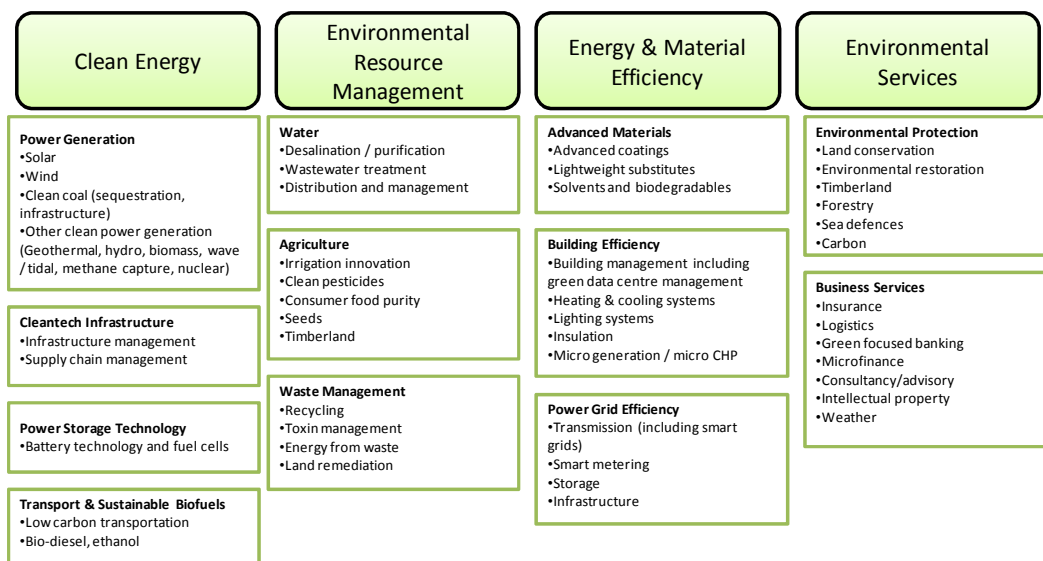 Clean Energy
Environmental
Resource
Management
Energy & Material
Efficiency
Environmental
Services
Power Generation
•Solar
•Wind
•Clean coal (sequestration,
infrastructure)
•Other clean power generation
(Geothermal, hydro, biomass, wave
/ tidal, methane capture, nuclear)
Cleantech Infrastructure
•Infrastructure management
•Supply chain management
Power Storage Technology
•Battery technology and fuel cells
Transport & Sustainable Biofuels
•Low carbon transportation
•Bio-diesel, ethanol
Water
•Desalination / purification
•Wastewater treatment
•Distribution and management
Agriculture
•Irrigation innovation
•Clean pesticides
•Consumer food purity
•Seeds
•Timberland
Waste Management
•Recycling
•Toxin management
•Energy from waste
•Land remediation
Advanced Materials
•Advanced coatings
•Lightweight substitutes
•Solvents and biodegradables
Building Efficiency
•Building management including
green data centre management
•Heating & cooling systems
•Lighting systems
•Insulation
•Micro generation / micro CHP
Power Grid Efficiency
•Transmission (including smart
grids)
•Smart metering
•Storage
•Infrastructure
Environmental Protection
•Land conservation
•Environmental restoration
•Timberland
•Forestry
•Sea defences
•Carbon
Business Services
•Insurance
•Logistics
•Green focused banking
•Microfinance
•Consultancy/advisory
•Intellectual property
•Weather